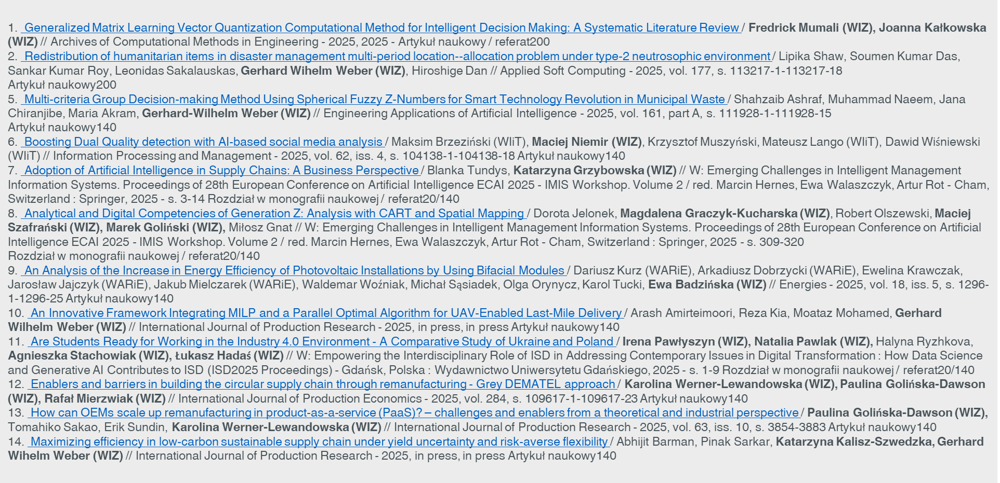 1. Generalized Matrix Learning Vector Quantization Computational Method for Intelligent Decision Making: A Systematic Literature Review / Fredrick Mumali (WIZ), Joanna Kałkowska
(WIZ) // Archives of Computational Methods in Engineering - 2025, 2025 - Artykuł naukowy / referat200
2. Redistribution of humanitarian items in disaster management multi-period location--allocation problem under type-2 neutrosophic environment / Lipika Shaw, Soumen Kumar Das,
Sankar Kumar Roy, Leonidas Sakalauskas, Gerhard Wihelm Weber (WIZ), Hiroshige Dan // Applied Soft Computing - 2025, vol. 177, s. 113217-1-113217-18
Artykuł naukowy200
5. Multi-criteria Group Decision-making Method Using Spherical Fuzzy Z-Numbers for Smart Technology Revolution in Municipal Waste / Shahzaib Ashraf, Muhammad Naeem, Jana
Chiranjibe, Maria Akram, Gerhard-Wilhelm Weber (WIZ) // Engineering Applications of Artificial Intelligence - 2025, vol. 161, part A, s. 111928-1-111928-15
Artykuł naukowy140
6. Boosting Dual Quality detection with AI-based social media analysis / Maksim Brzeziński (WIiT), Maciej Niemir (WIZ), Krzysztof Muszyński, Mateusz Lango (WIiT), Dawid Wiśniewski
(WIiT) // Information Processing and Management - 2025, vol. 62, iss. 4, s. 104138-1-104138-18 Artykuł naukowy140
7. Adoption of Artificial Intelligence in Supply Chains: A Business Perspective / Blanka Tundys, Katarzyna Grzybowska (WIZ) // W: Emerging Challenges in Intelligent Management
Information Systems. Proceedings of 28th European Conference on Artificial Intelligence ECAI 2025 - IMIS Workshop. Volume 2 / red. Marcin Hernes, Ewa Walaszczyk, Artur Rot - Cham,
Switzerland : Springer, 2025 - s. 3-14 Rozdział w monografii naukowej / referat20/140
8. Analytical and Digital Competencies of Generation Z: Analysis with CART and Spatial Mapping / Dorota Jelonek, Magdalena Graczyk-Kucharska (WIZ), Robert Olszewski, Maciej
Szafrański (WIZ), Marek Goliński (WIZ), Miłosz Gnat // W: Emerging Challenges in Intelligent Management Information Systems. Proceedings of 28th European Conference on Artificial
Intelligence ECAI 2025 - IMIS Workshop. Volume 2 / red. Marcin Hernes, Ewa Walaszczyk, Artur Rot - Cham, Switzerland : Springer, 2025 - s. 309-320
Rozdział w monografii naukowej / referat20/140
9. An Analysis of the Increase in Energy Efficiency of Photovoltaic Installations by Using Bifacial Modules / Dariusz Kurz (WARiE), Arkadiusz Dobrzycki (WARiE), Ewelina Krawczak,
Jarosław Jajczyk (WARiE), Jakub Mielczarek (WARiE), Waldemar Woźniak, Michał Sąsiadek, Olga Orynycz, Karol Tucki, Ewa Badzińska (WIZ) // Energies - 2025, vol. 18, iss. 5, s. 1296-
1-1296-25 Artykuł naukowy140
10. An Innovative Framework Integrating MILP and a Parallel Optimal Algorithm for UAV-Enabled Last-Mile Delivery / Arash Amirteimoori, Reza Kia, Moataz Mohamed, Gerhard
Wilhelm Weber (WIZ) // International Journal of Production Research - 2025, in press, in press Artykuł naukowy140
11. Are Students Ready for Working in the Industry 4.0 Environment - A Comparative Study of Ukraine and Poland / Irena Pawłyszyn (WIZ), Natalia Pawlak (WIZ), Halyna Ryzhkova,
Agnieszka Stachowiak (WIZ), Łukasz Hadaś (WIZ) // W: Empowering the Interdisciplinary Role of ISD in Addressing Contemporary Issues in Digital Transformation : How Data Science
and Generative AI Contributes to ISD (ISD2025 Proceedings) - Gdańsk, Polska : Wydawnictwo Uniwersytetu Gdańskiego, 2025 - s. 1-9 Rozdział w monografii naukowej / referat20/140
12. Enablers and barriers in building the circular supply chain through remanufacturing - Grey DEMATEL approach / Karolina Werner-Lewandowska (WIZ), Paulina Golińska-Dawson
(WIZ), Rafał Mierzwiak (WIZ) // International Journal of Production Economics - 2025, vol. 284, s. 109617-1-109617-23 Artykuł naukowy140
13. How can OEMs scale up remanufacturing in product-as-a-service (PaaS)? – challenges and enablers from a theoretical and industrial perspective / Paulina Golińska-Dawson (WIZ),
Tomahiko Sakao, Erik Sundin, Karolina Werner-Lewandowska (WIZ) // International Journal of Production Research - 2025, vol. 63, iss. 10, s. 3854-3883 Artykuł naukowy140
14. Maximizing efficiency in low-carbon sustainable supply chain under yield uncertainty and risk-averse flexibility / Abhijit Barman, Pinak Sarkar, Katarzyna Kalisz-Szwedzka, Gerhard
Wihelm Weber (WIZ) // International Journal of Production Research - 2025, in press, in press Artykuł naukowy140